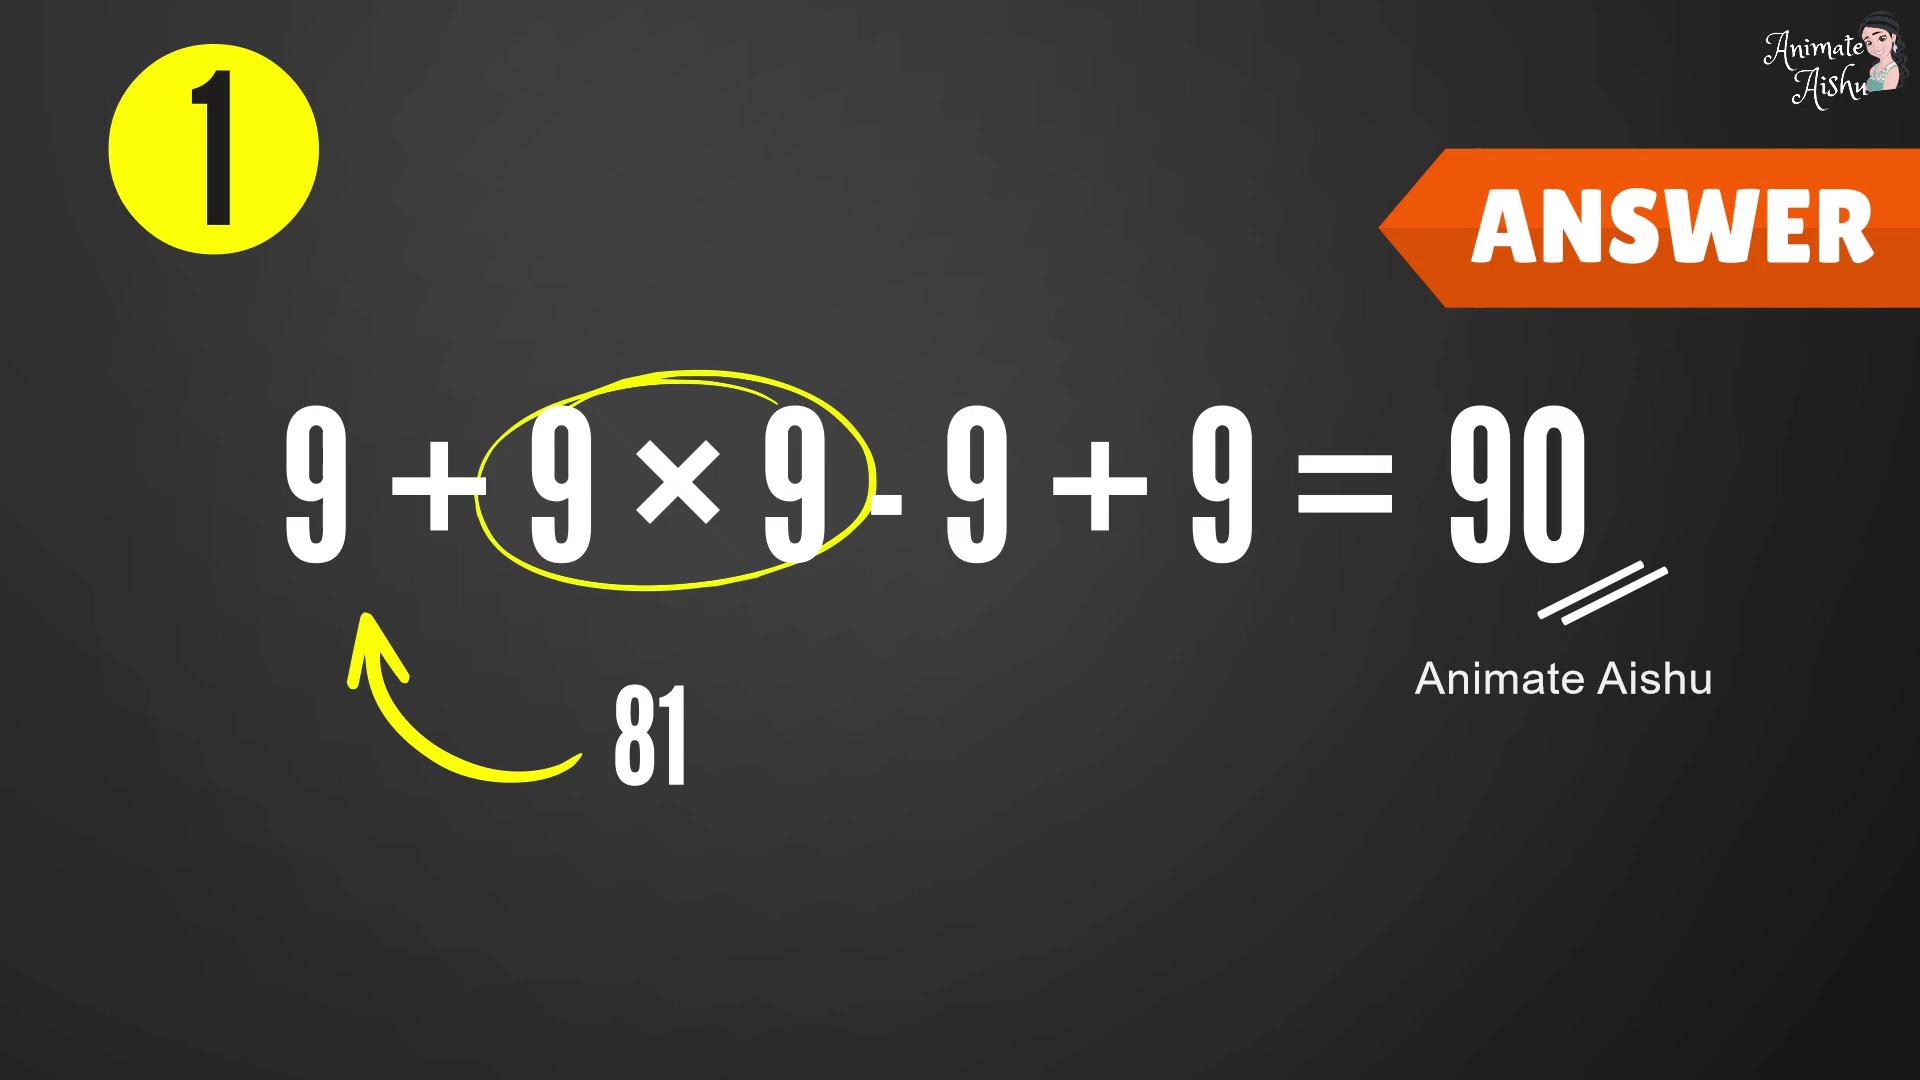 1
Animate
Aishu
ANSWER
9 + 9 × 9 - 9 + 9 = 90
Animate Aishu
81